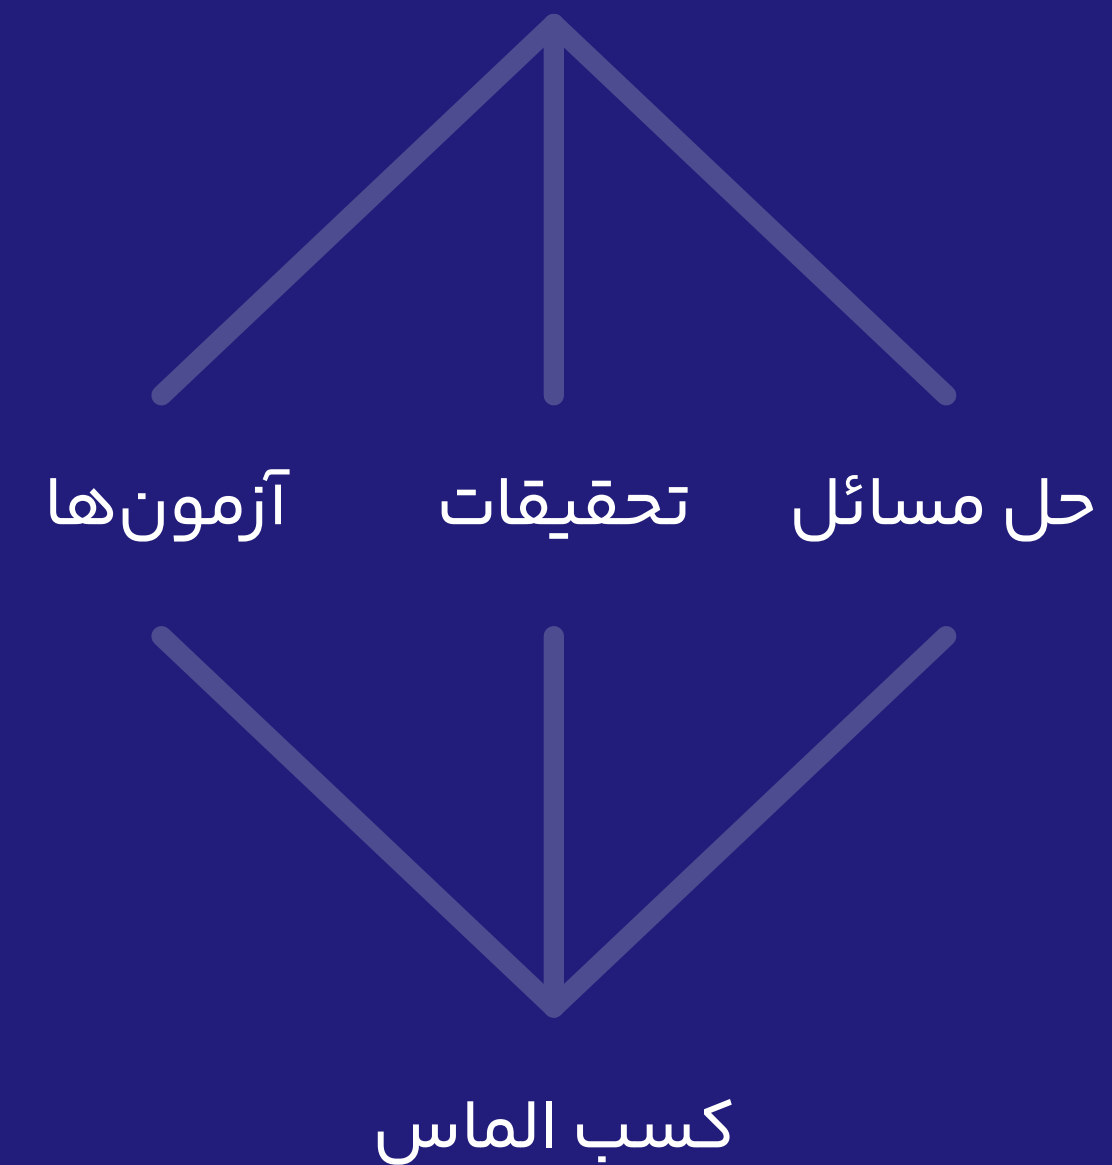 حل مسائل
تحقیقات
آزمون‌ها
کسب الماس